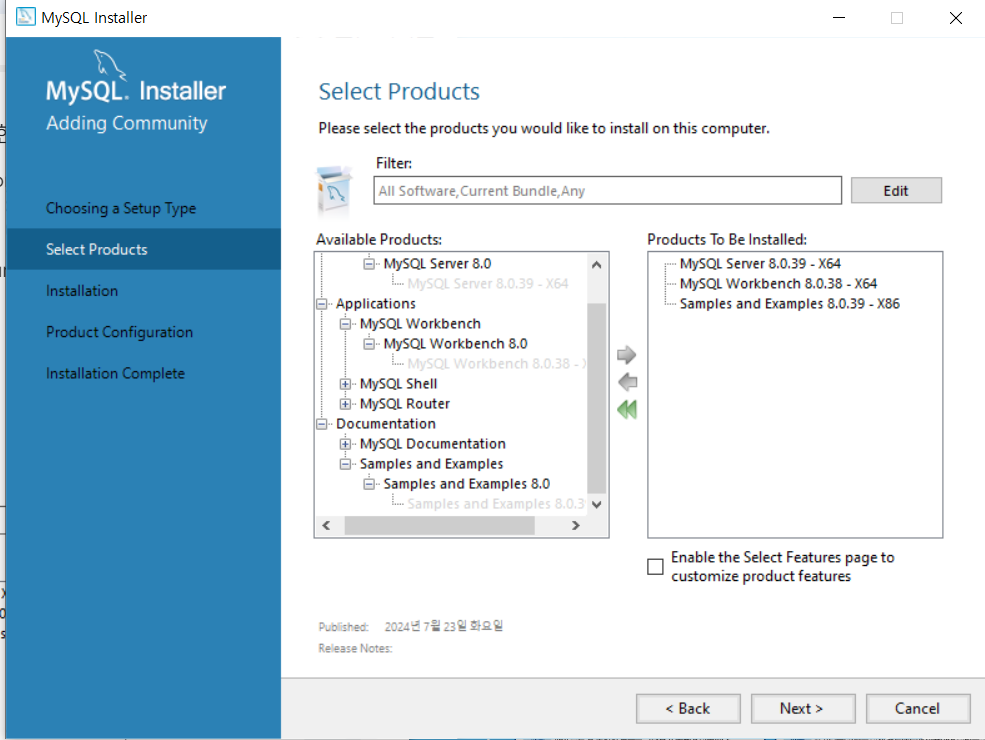 MySQL Installer
MySQL. Installer
Adding Community
Choosing a Setup Type
Select Products
Installation
Product Configuration
Installation Complete
Select Products
Please select the products you would like to install on this computer.
Filter:
All Software,Current Bundle,Any
Edit
Available Products:
MySQL Server 8.0
MySQL Server 8.0.39 - X64
Applications
MySQL Workbench
MySQL Workbench 8.0
MySQL Workbench 8.0.38 -
MySQL Shell
MySQL Router
Documentation
MySQL Documentation
Samples and Examples
Samples and Examples 8.0
Samples and Examples 8.0.3
Products To Be Installed:
MySQL Server 8.0.39 - X64
MySQL Workbench 8.0.38 - X64
Samples and Examples 8.0.39 - X86
Enable the Select Features page to
customize product features
Published: 2024년 7월 23일 화요일
Release Notes:
< Back
Next >
Cancel